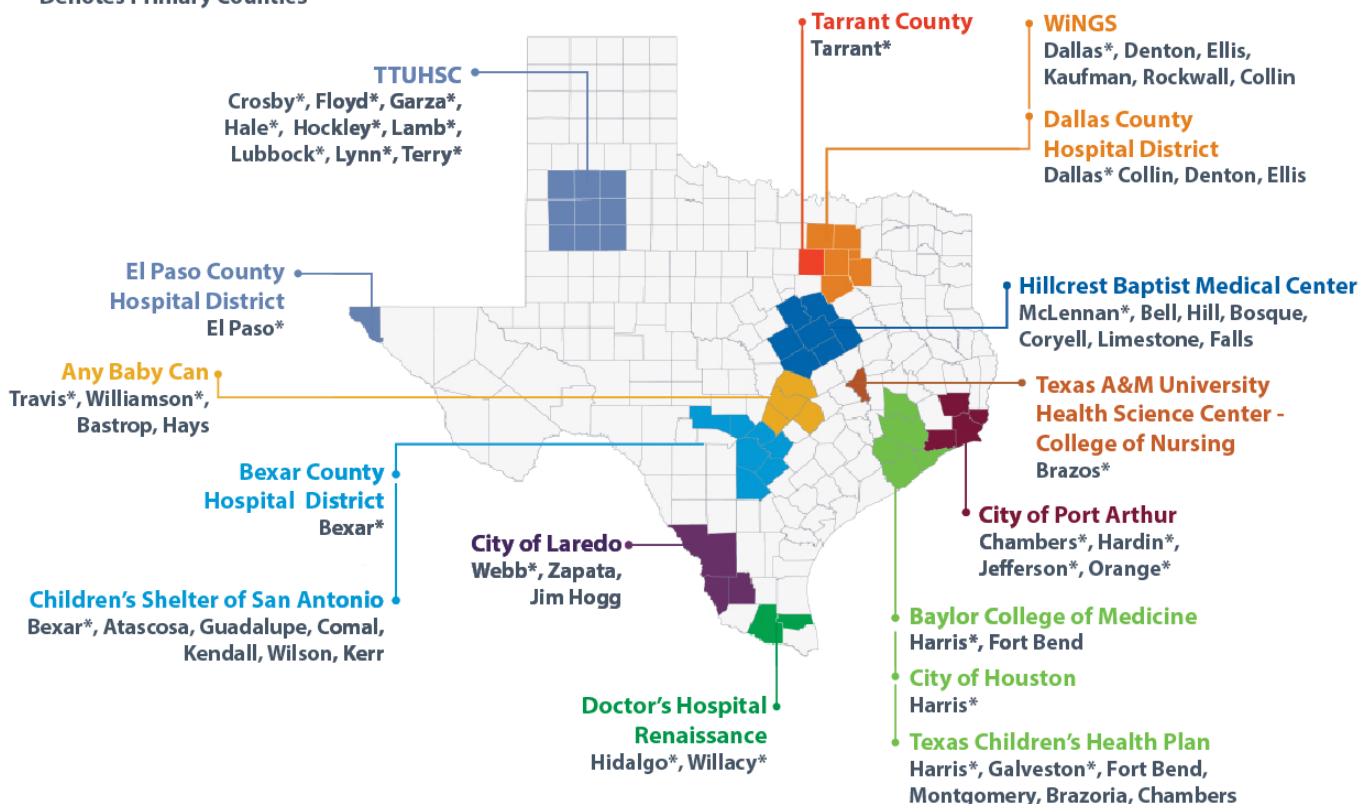 Denotes Primary Counties
Tarrant County
Tarrant*
WiNGS
Dallas*, Denton, Ellis,
Kaufman, Rockwall, Collin
TTUHSC
Crosby*, Floyd*, Garza*,
Hale*, Hockley*, Lamb*,
Lubbock*, Lynn*, Terry*
Dallas County
Hospital District
Dallas* Collin, Denton, Ellis
El Paso County
Hospital District
El Paso*
Hillcrest Baptist Medical Center
McLennan*, Bell, Hill, Bosque,
Coryell, Limestone, Falls
Any Baby Can
Travis*, Williamson*,
Bastrop, Hays
Texas A&M University
Health Science Center -
College of Nursing
Brazos*
Bexar County
Hospital District
Bexar*
City of Port Arthur
Chambers*, Hardin*,
Jefferson*, Orange*
City of Laredo
Webb*, Zapata,
Jim Hogg
Children's Shelter of San Antonio
Bexar*, Atascosa, Guadalupe, Comal,
Kendall, Wilson, Kerr
Baylor College of Medicine
Harris*, Fort Bend
City of Houston
Harris*
Doctor's Hospital
Renaissance
Hidalgo*, Willacy*
Texas Children's Health Plan
Harris*, Galveston*, Fort Bend,
Montgomery, Brazoria, Chambers